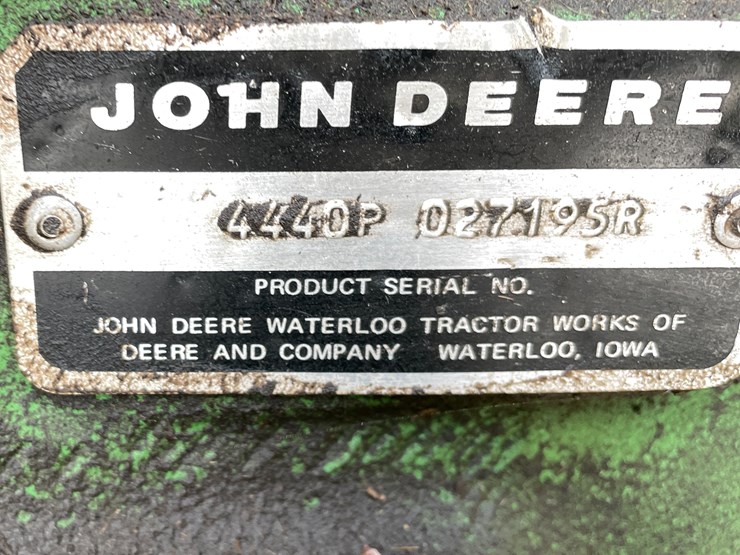 JOHN DEERE
4440P 027195R
PRODUCT SERIAL NO.
JOHN DEERE WATERLOO TRACTOR WORKS OF
DEERE AND COMPANY WATERLOO, IOWA